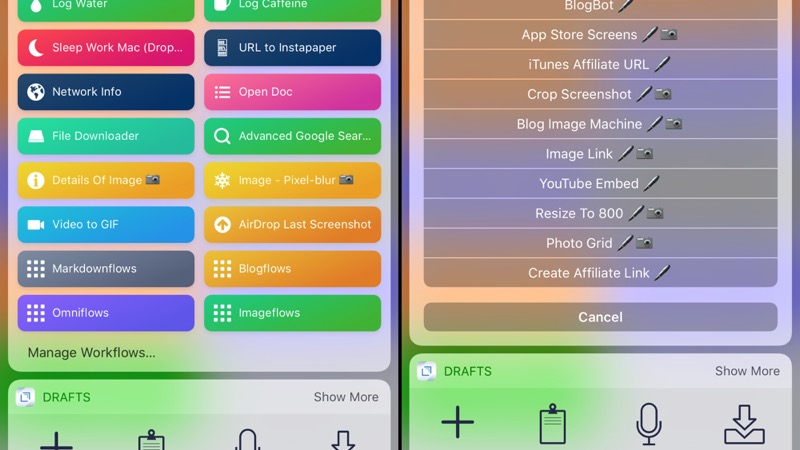 Log Water
Log Caffeine
Sleep Work Mac (Drop...
URL to Instapaper
Network Info
Open Doc
File Downloader
Advanced Google Sear...
Details Of Image
Image - Pixel-blur
Video to GIF
AirDrop Last Screenshot
Markdownflows
Blogflows
Omniflows
Imageflows
Manage Workflows...
DRAFTS
Show More
BlogBot
App Store Screens
iTunes Affiliate URL
Crop Screenshot
Blog Image Machine
Image Link
YouTube Embed
Resize To 800
Photo Grid
Create Affiliate Link
Cancel
DRAFTS
Show More